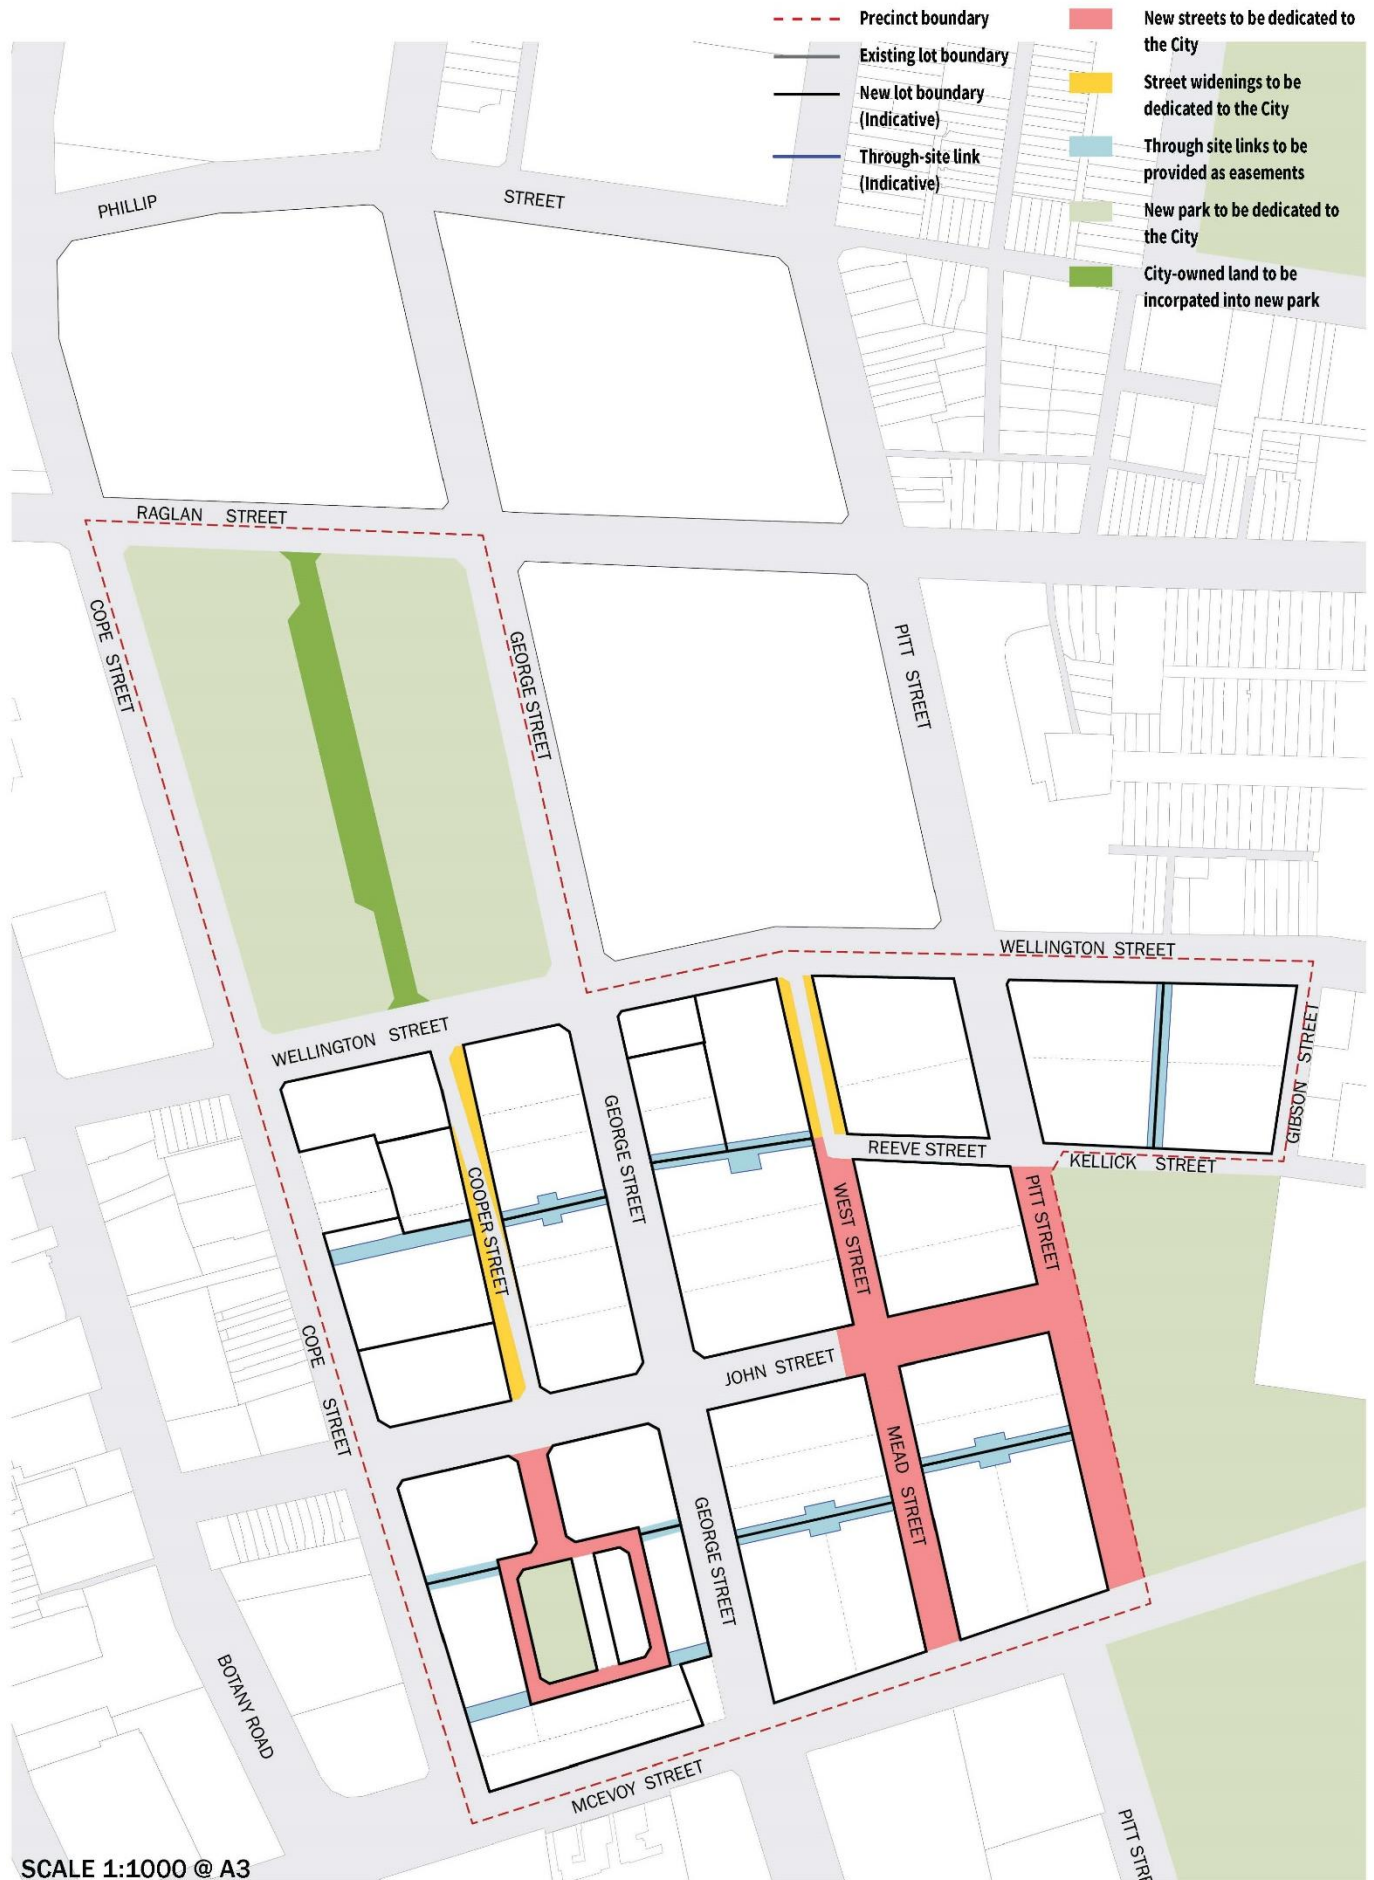 Precinct boundary
Existing lot boundary
New lot boundary
(Indicative)
Through-site link
(Indicative)
New streets to be dedicated to
the City
Street widenings to be
dedicated to the City
Through site links to be
provided as easements
New park to be dedicated to
the City
City-owned land to be
incorpated into new park
PHILLIP
STREET
RAGLAN STREET
COPE STREET
GEORGE STREET
PITT STREET
WELLINGTON STREET
WELLINGTON STREET
GIBSON STREET
GEORGE STREET
COOPER STREET
REEVE STREET
KELLICK STREET
WEST STREET
PITT STREET
COPE STREET
JOHN STREET
MEAD STREET
GEORGE STREET
BOTANY ROAD
MCEVOY STREET
PITT STRE
SCALE 1:1000 @ A3